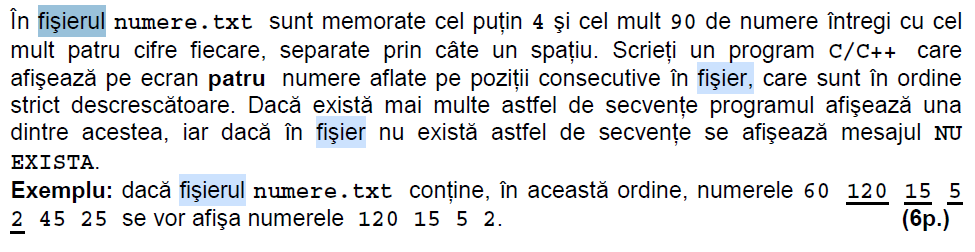 În fişierul numere.txt sunt memorate cel puţin 4 şi cel mult 90 de numere întregi cu cel
mult patru cifre fiecare, separate prin câte un spaţiu. Scrieţi un program C/C++ care
afişează pe ecran patru numere aflate pe poziţii consecutive în fişier, care sunt în ordine
strict descrescătoare. Dacă există mai multe astfel de secvenţe programul afişează una
dintre acestea, iar dacă în fişier nu există astfel de secvenţe se afişează mesajul NU
EXISTA.
Exemplu: dacă fişierul numere.txt conţine, în această ordine, numerele 60 120 15 5
2 45 25 se vor afişa numerele 120 15 5 2. (6p.)